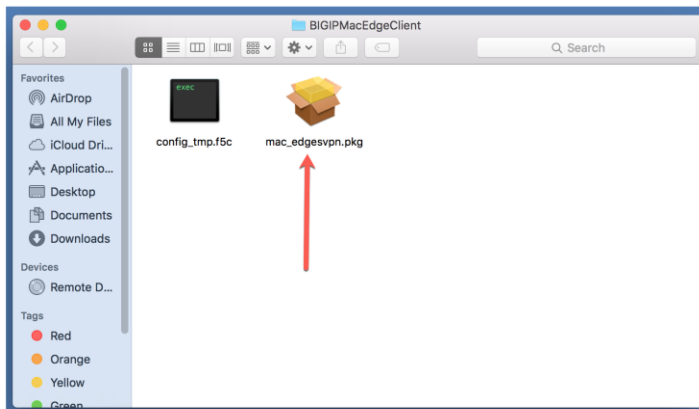 BIGIPMacEdgeClient
Search
Favorites
AirDrop
All My Files
iCloud Dri...
Applicatio...
Desktop
Documents
Downloads
Devices
Remote D...
Tags
Red
Orange
Yellow
Green
exec
config_tmp.f5c
mac_edgesvpn.pkg